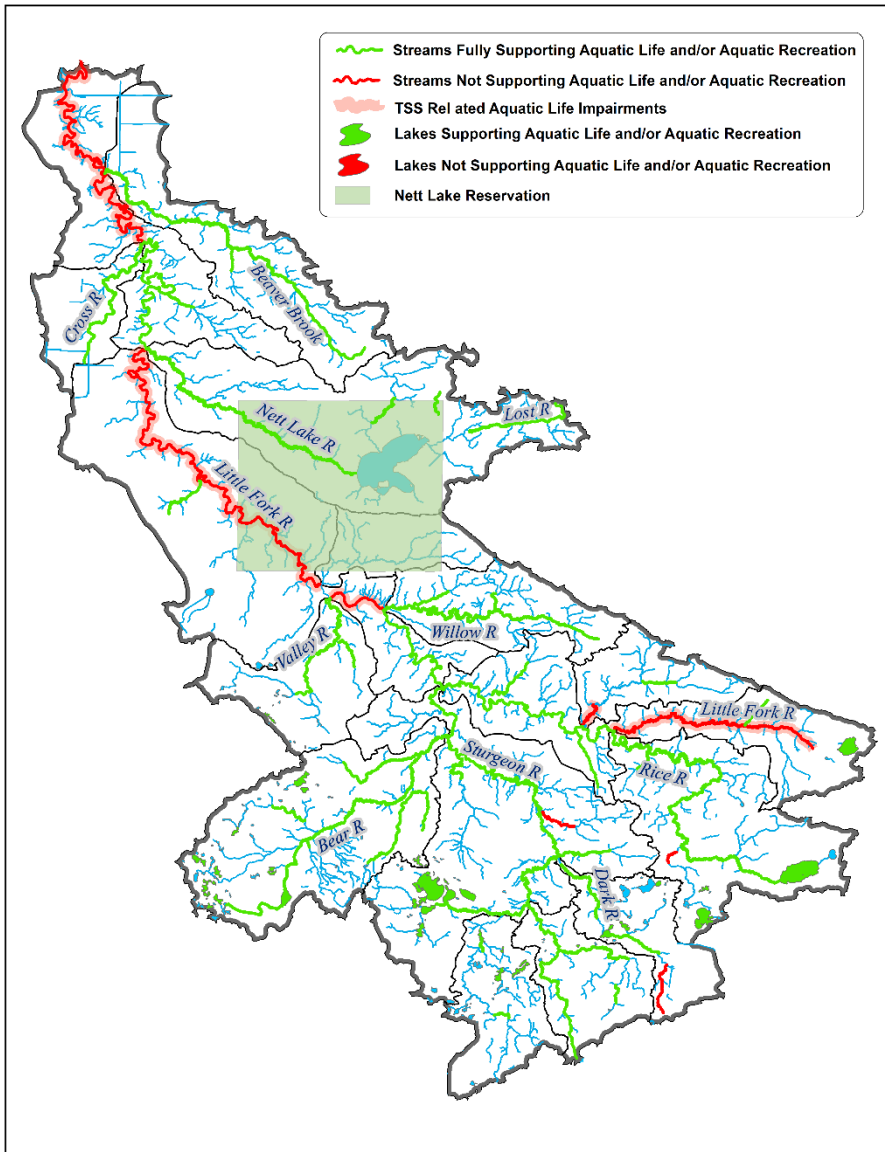 Streams Fully Supporting Aquatic Life and/or Aquatic Recreation
Streams Not Supporting Aquatic Life and/or Aquatic Recreation
TSS Related Aquatic Life Impairments
Lakes Supporting Aquatic Life and/or Aquatic Recreation
Lakes Not Supporting Aquatic Life and/or Aquatic Recreation
Nett Lake Reservation
Beaver Brook
Cross R
Nett Lake R
Lost R
Little Fork R
Willow R
Valley R
Little Fork R
Sturgeon R
Rice R
Bear R
Dark R